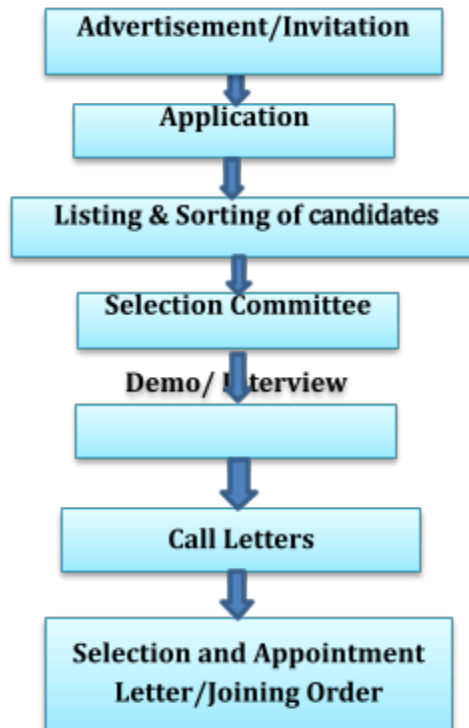 Advertisement/Invitation
Application
Listing & Sorting of candidates
Selection Committee
Demo/ Interview
Call Letters
Selection and Appointment
Letter/Joining Order